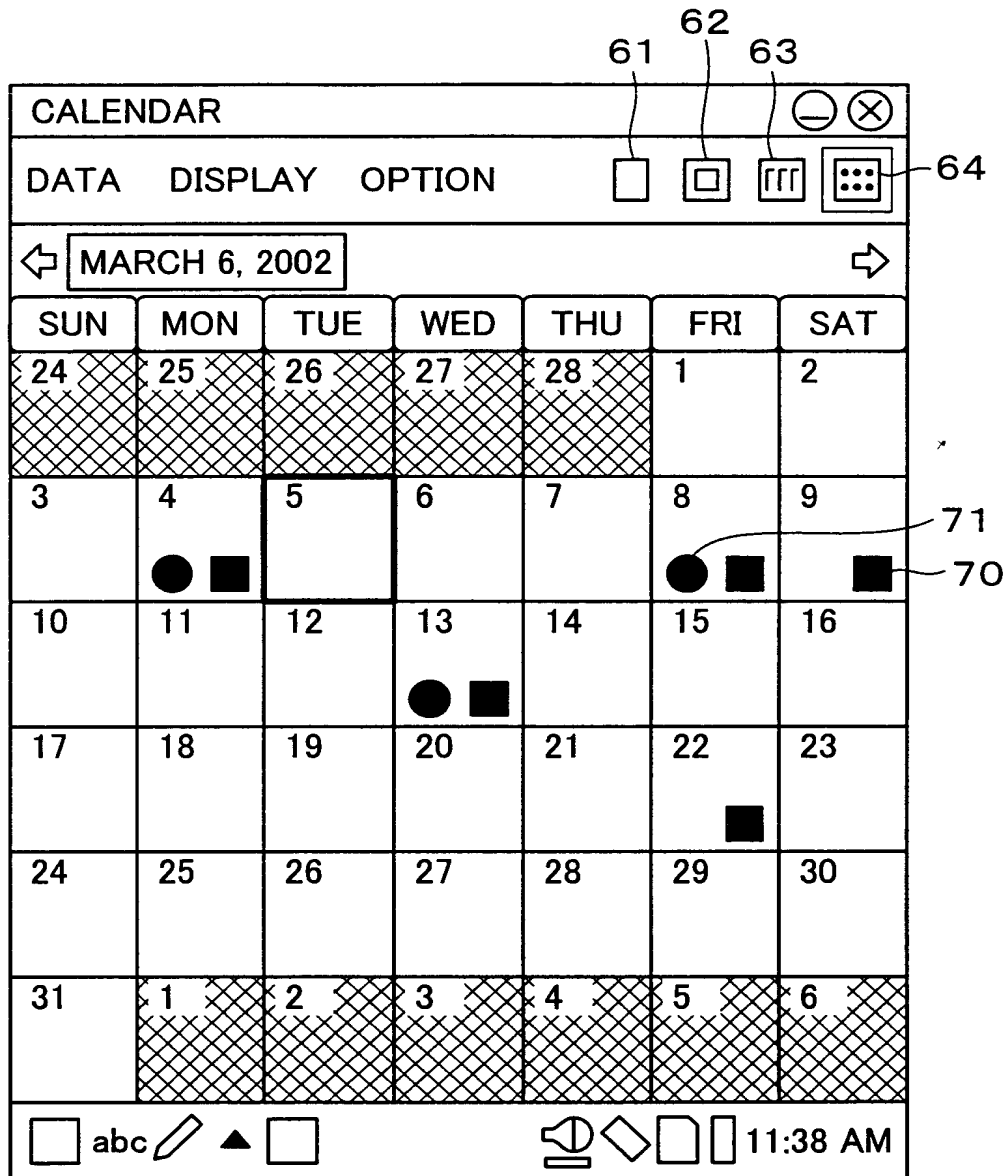 62
61 63
CALENDAR
DATA DISPLAY OPTION 64
MARCH 6, 2002
SUN MON TUE WED THU FRI SAT
24 25 26 27 28 1 2
3 4 5 6 7 8 9
71
70
10 11 12 13 14 15 16
17 18 19 20 21 22 23
24 25 26 27 28 29 30
31 1 2 3 4 5 6
abc 11:38 AM